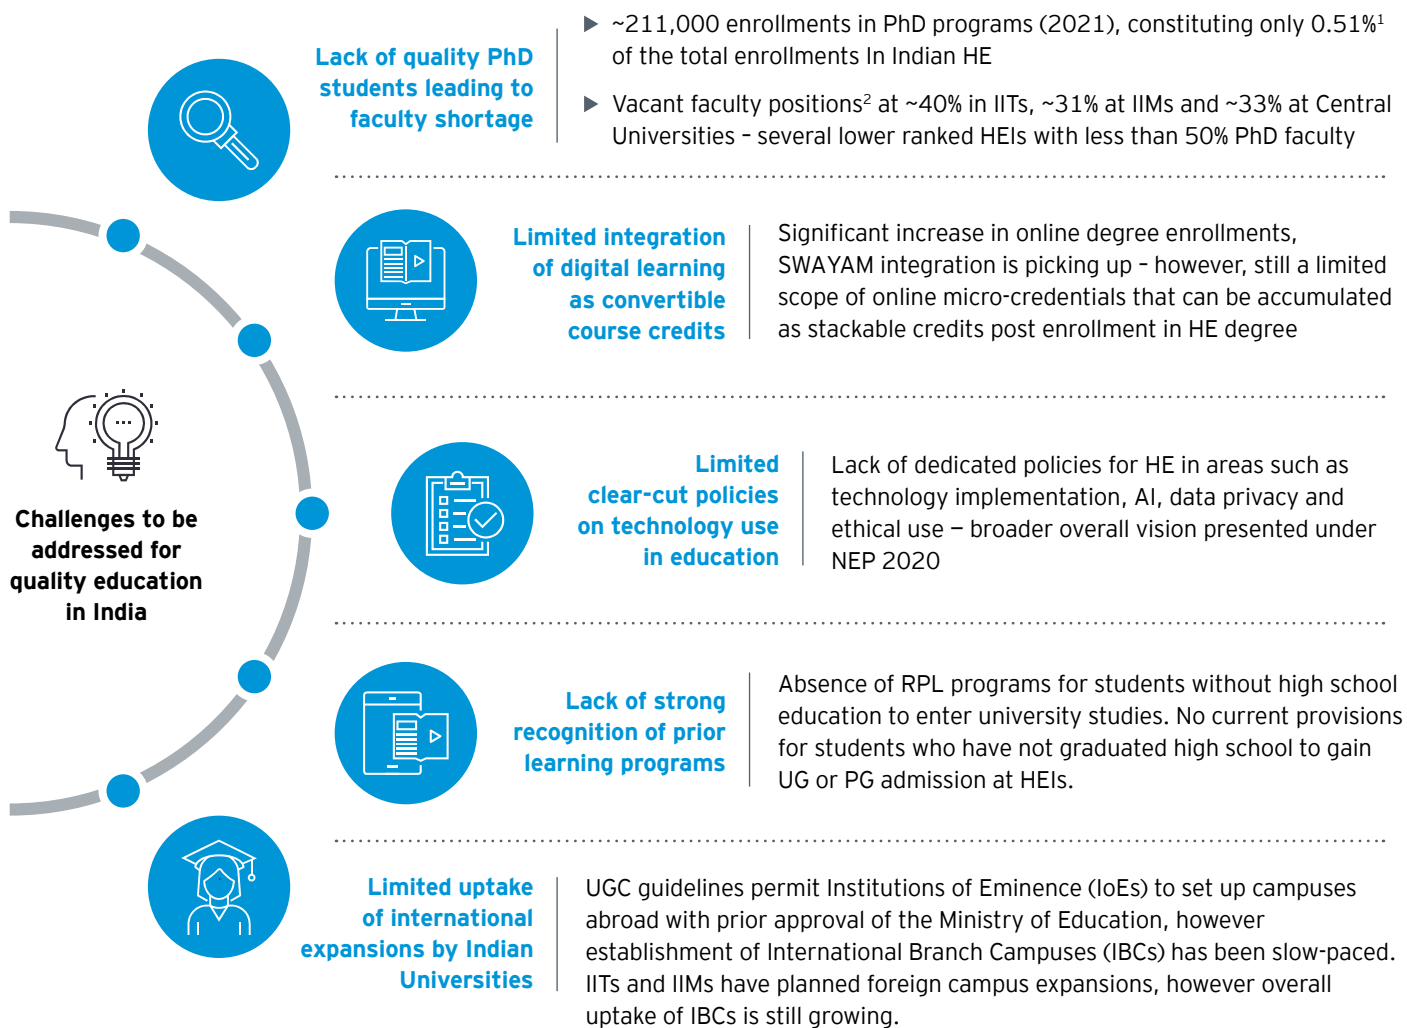 Lack of quality PhD
students leading to
faculty shortage
▶ ~211,000 enrollments in PhD programs (2021), constituting only 0.51%¹
of the total enrollments In Indian HE
▶ Vacant faculty positions² at ~40% in IITs, ~31% at IIMs and ~33% at Central
Universities – several lower ranked HEIs with less than 50% PhD faculty
Limited integration
of digital learning
as convertible
course credits
Significant increase in online degree enrollments,
SWAYAM integration is picking up – however, still a limited
scope of online micro-credentials that can be accumulated
as stackable credits post enrollment in HE degree
Challenges to be
addressed for
quality education
in India
Limited
clear-cut policies
on technology use
in education
Lack of dedicated policies for HE in areas such as
technology implementation, AI, data privacy and
ethical use — broader overall vision presented under
NEP 2020
Lack of strong
recognition of prior
learning programs
Absence of RPL programs for students without high school
education to enter university studies. No current provisions
for students who have not graduated high school to gain
UG or PG admission at HEIs.
Limited uptake
of international
expansions by Indian
Universities
UGC guidelines permit Institutions of Eminence (IoEs) to set up campuses
abroad with prior approval of the Ministry of Education, however
establishment of International Branch Campuses (IBCs) has been slow-paced.
IITs and IIMs have planned foreign campus expansions, however overall
uptake of IBCs is still growing.